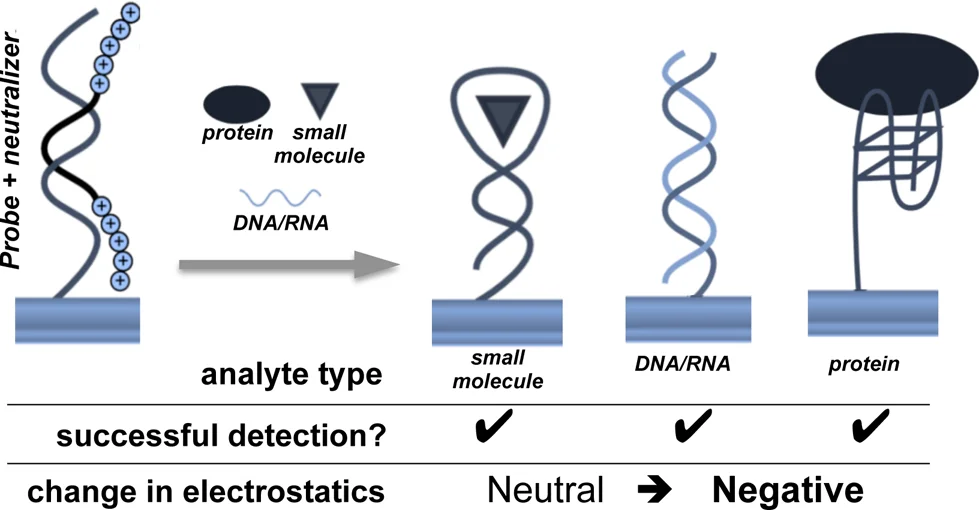 Probe + neutralizer
+
+
+
+
+
+
+
+
+
+
protein
small
molecule
DNA/RNA
analyte type
small
molecule
DNA/RNA
protein
successful detection? ✔ ✔ ✔
change in electrostatics Neutral ➔ Negative